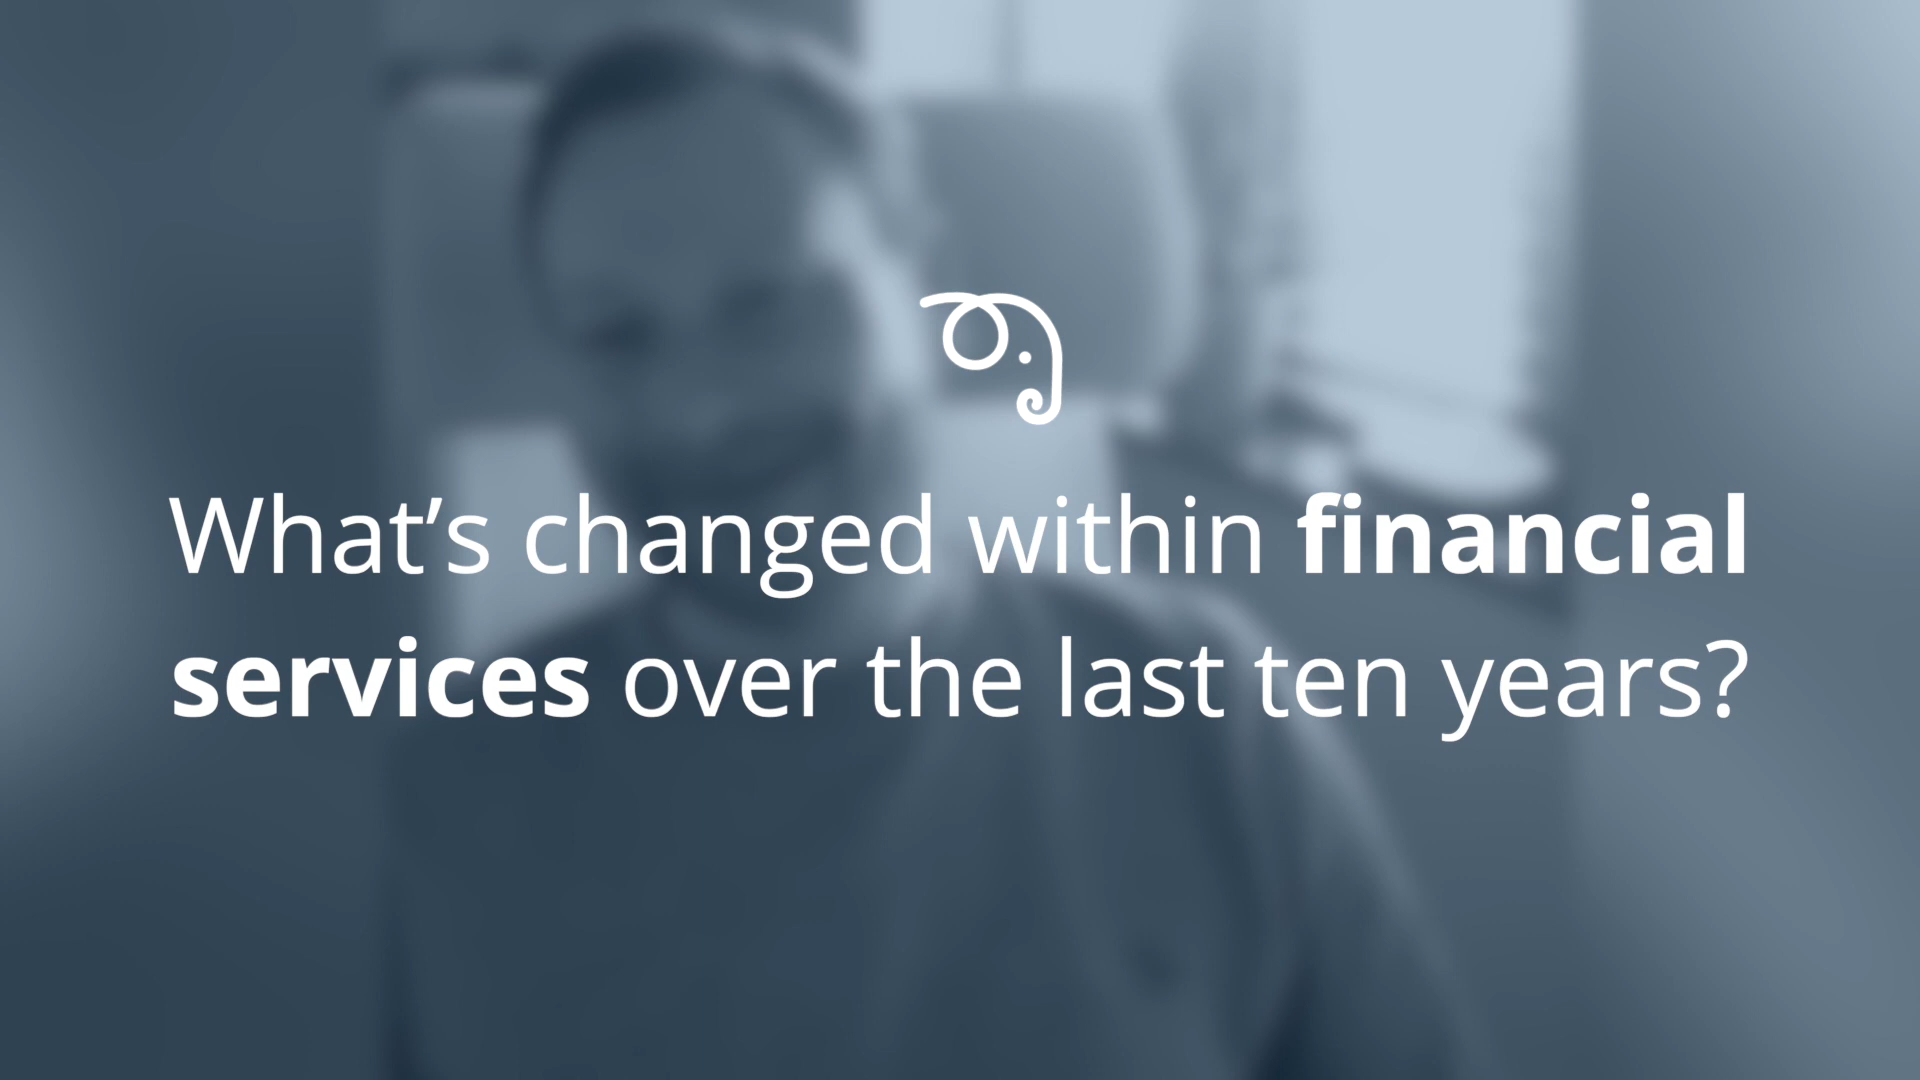 What’s changed within financial
services over the last ten years?